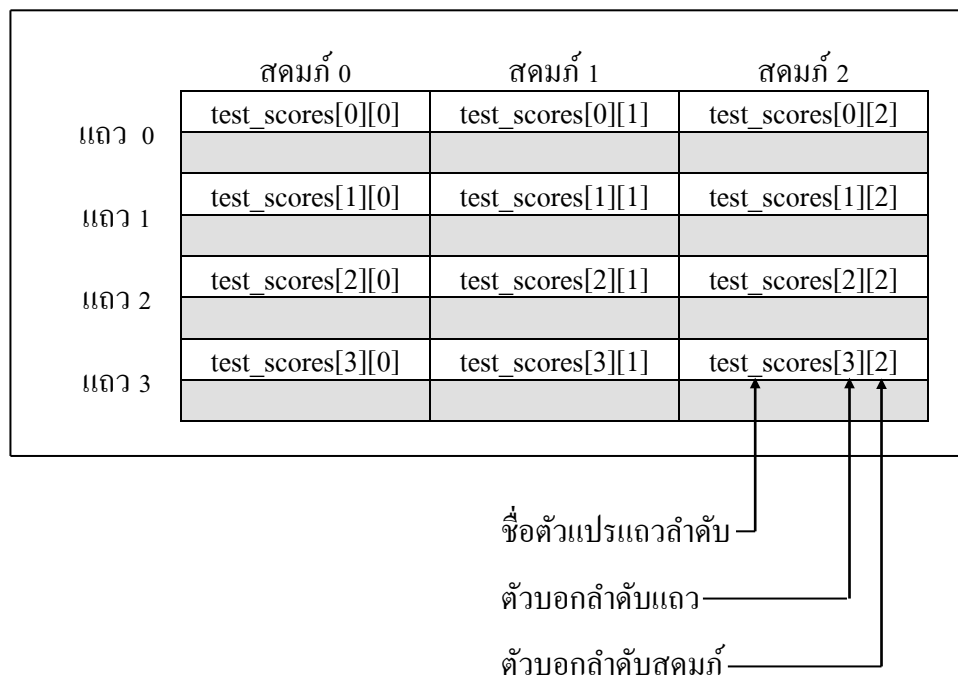 สดมภ์ 0 สดมภ์ 1 สดมภ์ 2
แถว 0 test_scores[0][0] test_scores[0][1] test_scores[0][2]
แถว 1 test_scores[1][0] test_scores[1][1] test_scores[1][2]
แถว 2 test_scores[2][0] test_scores[2][1] test_scores[2][2]
แถว 3 test_scores[3][0] test_scores[3][1] test_scores[3][2]
ชื่อตัวแปรแถวลำดับ
ตัวบอกลำดับแถว
ตัวบอกลำดับสดมภ์